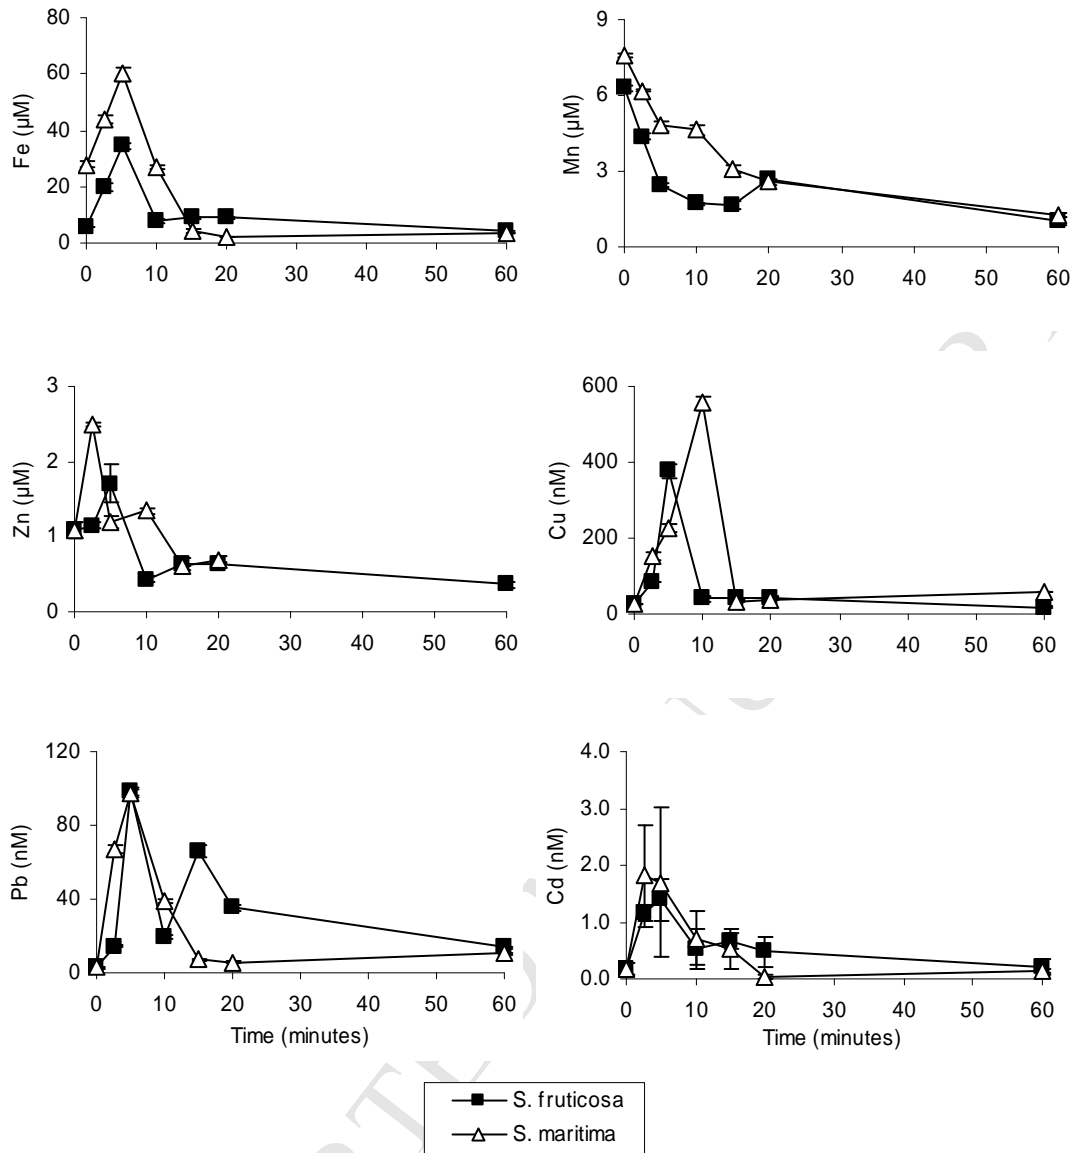 80
60
40
20
0
Fe (µM)
0 10 20 30 40 50 60
9
6
3
0
Mn (µM)
0 10 20 30 40 50 60
3
2
1
0
Zn (µM)
0 10 20 30 40 50 60
600
400
200
0
Cu (nM)
0 10 20 30 40 50 60
120
80
40
0
Pb (nM)
0 10 20 30 40 50 60
Time (minutes)
4.0
3.0
2.0
1.0
0.0
Cd (nM)
0 10 20 30 40 50 60
Time (minutes)
S. fruticosa
S. maritima